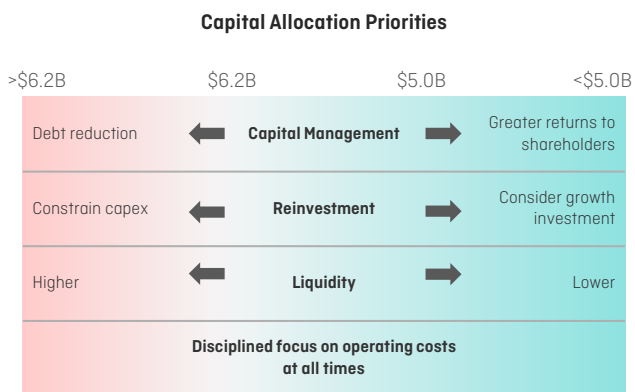 Capital Allocation Priorities
>$6.2B $6.2B $5.0B <$5.0B
Debt reduction Capital Management Greater returns to
shareholders
Constrain capex Reinvestment Consider growth
investment
Higher Liquidity Lower
Disciplined focus on operating costs
at all times